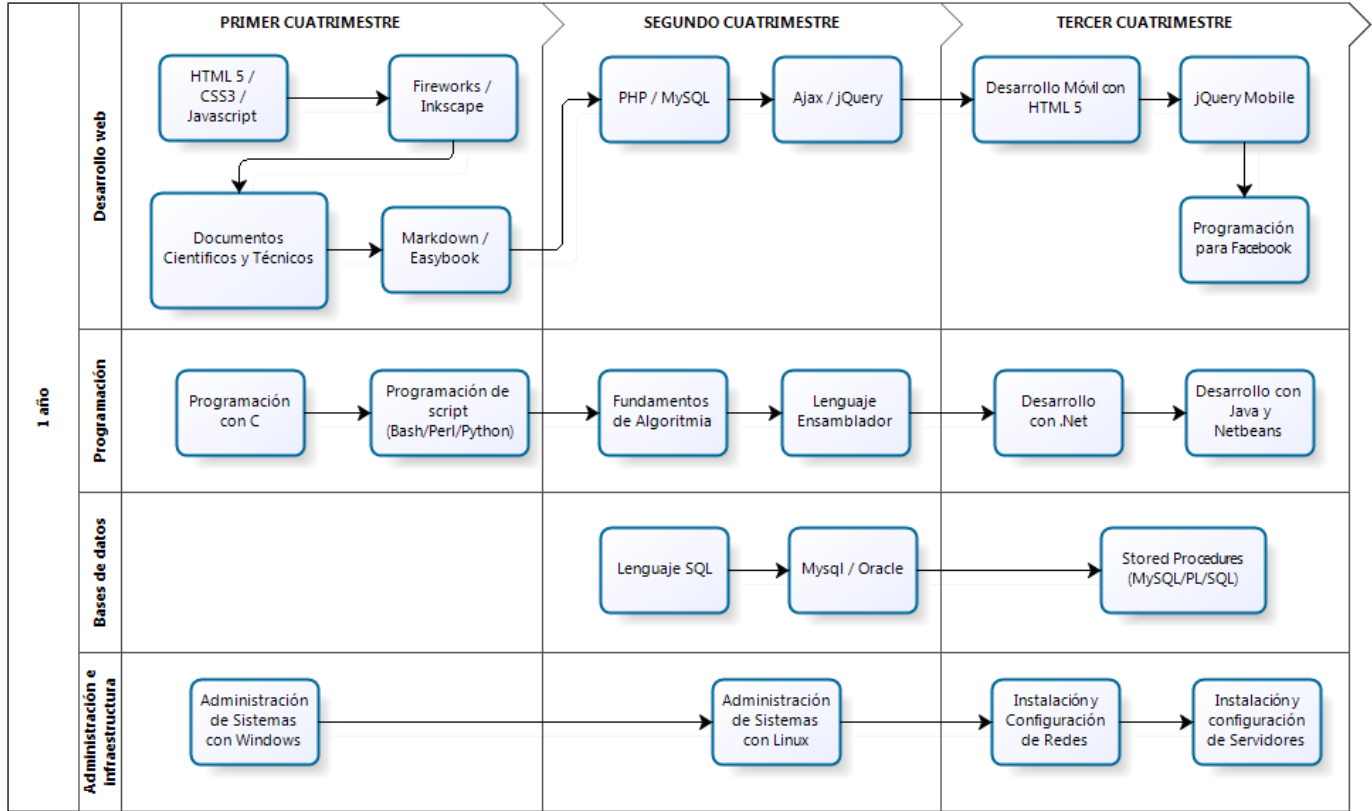 PRIMER CUATRIMESTRE
SEGUNDO CUATRIMESTRE
TERCER CUATRIMESTRE
1 año
Desarrollo web
HTML 5 /
CSS3 /
Javascript
Fireworks /
Inkscape
Documentos
Cientificos y Técnicos
Markdown /
Easybook
PHP / MySQL
Ajax / jQuery
Desarrollo Móvil con
HTML 5
jQuery Mobile
Programación
para Facebook
Programación
Programación
con C
Programación de
script
(Bash/Perl/Python)
Fundamentos
de Algoritmia
Lenguaje
Ensamblador
Desarrollo
con .Net
Desarrollo con
Java y
Netbeans
Bases de datos
Lenguaje SQL
Mysql / Oracle
Stored Procedures
(MySQL/PL/SQL)
Administración e
infraestructura
Administración
de Sistemas
con Windows
Administración
de Sistemas
con Linux
Instalación y
Configuración
de Redes
Instalación y
configuración
de Servidores